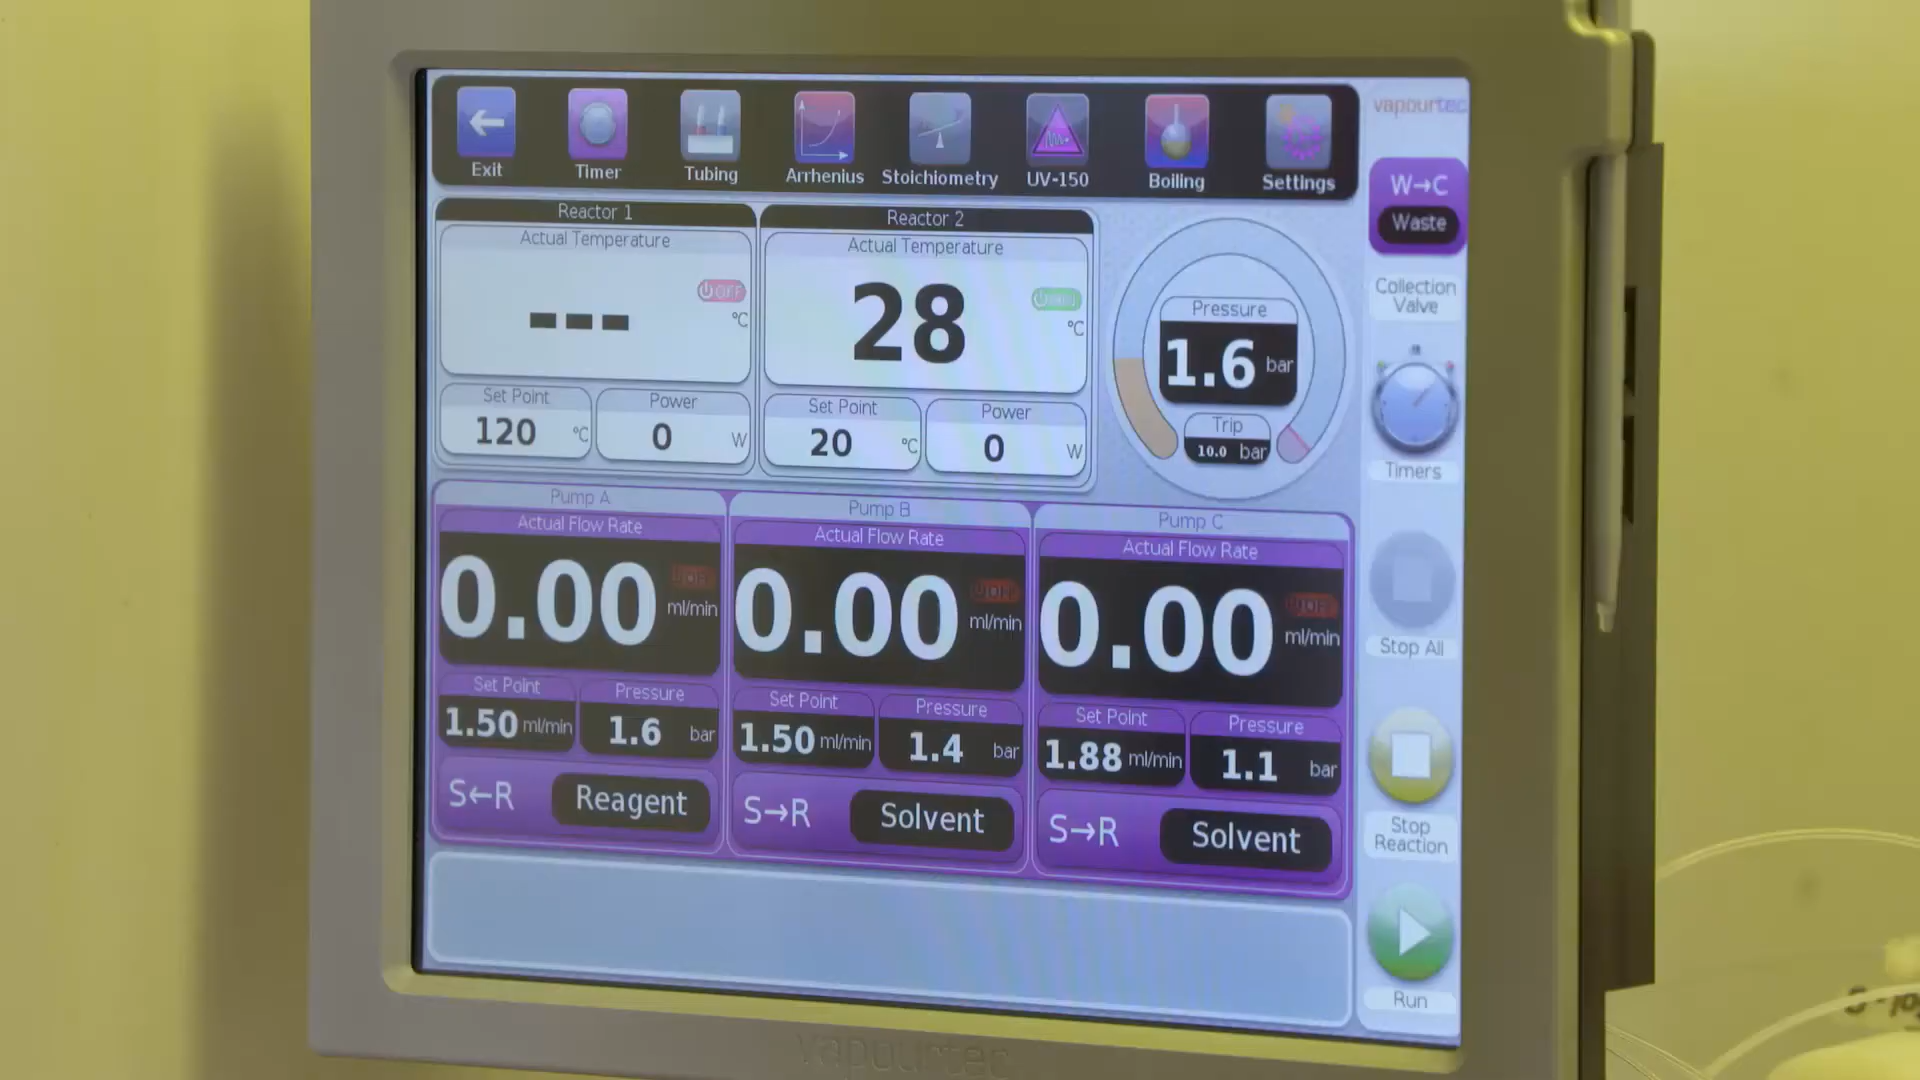 vapourtec
Exit Timer Tubing Arrhenius Stoichiometry UV-150 Boiling Settings
W→C
Waste
Collection
Valve
Timers
Stop All
Stop
Reaction
Run
Reactor 1
Actual Temperature
--- °C
OFF
Set Point
120 °C
Power
0 W
Reactor 2
Actual Temperature
28 °C
Set Point
20 °C
Power
0 W
Pressure
1.6 bar
Trip
10.0 bar
Pump A
Actual Flow Rate
0.00 ml/min
Set Point
1.50 ml/min
Pressure
1.6 bar
S←R Reagent
Pump B
Actual Flow Rate
0.00 ml/min
Set Point
1.50 ml/min
Pressure
1.4 bar
S→R Solvent
Pump C
Actual Flow Rate
0.00 ml/min
Set Point
1.88 ml/min
Pressure
1.1 bar
S→R Solvent
vapourtec